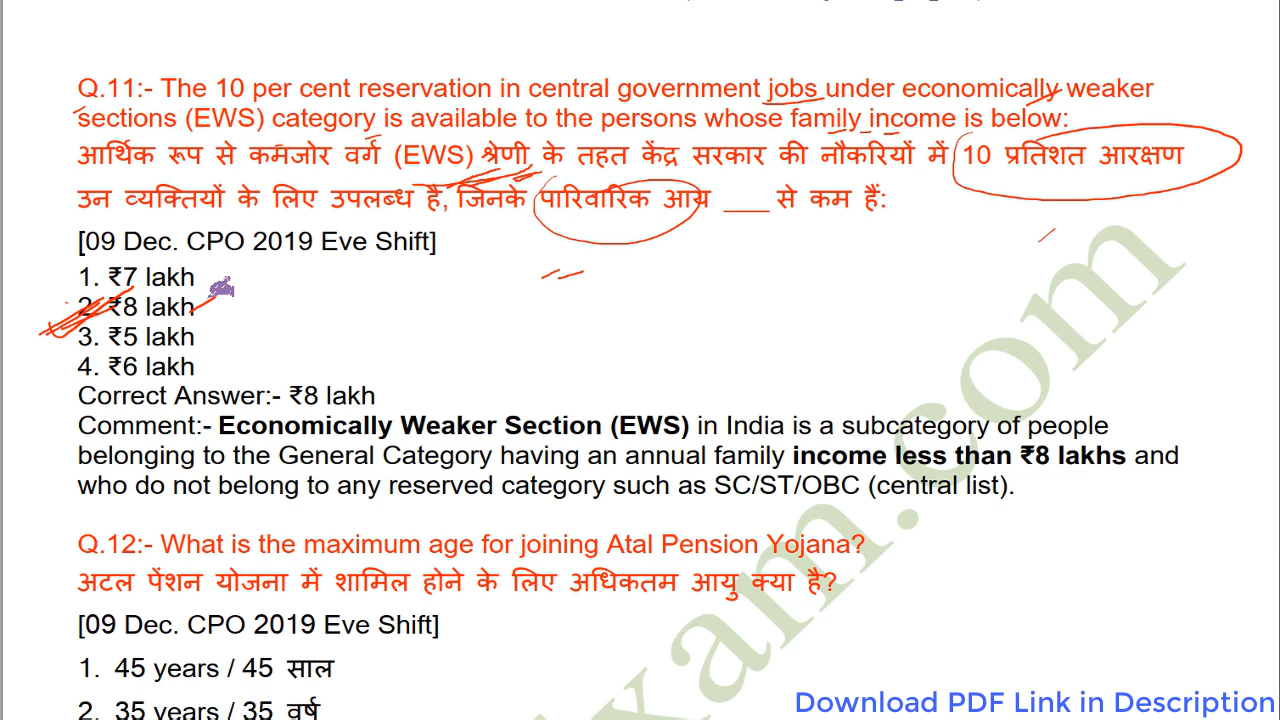 Q.11:- The 10 per cent reservation in central government jobs under economically weaker
sections (EWS) category is available to the persons whose family income is below:
आर्थिक रूप से कमजोर वर्ग (EWS) श्रेणी के तहत केंद्र सरकार की नौकरियों में 10 प्रतिशत आरक्षण
उन व्यक्तियों के लिए उपलब्ध है, जिनके पारिवारिक आय ___ से कम हैं:
[09 Dec. CPO 2019 Eve Shift]
1. ₹7 lakh
2. ₹8 lakh
3. ₹5 lakh
4. ₹6 lakh
Correct Answer:- ₹8 lakh
Comment:- Economically Weaker Section (EWS) in India is a subcategory of people
belonging to the General Category having an annual family income less than ₹8 lakhs and
who do not belong to any reserved category such as SC/ST/OBC (central list).
Q.12:- What is the maximum age for joining Atal Pension Yojana?
अटल पेंशन योजना में शामिल होने के लिए अधिकतम आयु क्या है?
[09 Dec. CPO 2019 Eve Shift]
1. 45 years / 45 साल
2. 35 years / 35 वर्ष
xam.com
Download PDF Link in Description